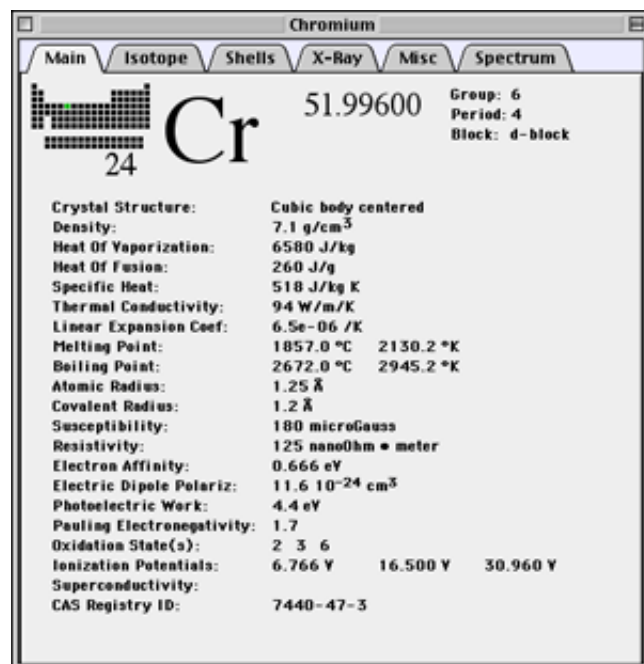 Chromium
Main Isotope Shells X-Ray Misc Spectrum
24 Cr 51.99600
Group: 6
Period: 4
Block: d-block
Crystal Structure: Cubic body centered
Density: 7.1 g/cm3
Heat Of Vaporization: 6580 J/kg
Heat Of Fusion: 260 J/g
Specific Heat: 518 J/kg K
Thermal Conductivity: 94 W/m/K
Linear Expansion Coef: 6.5e-06 /K
Melting Point: 1857.0 °C 2130.2 °K
Boiling Point: 2672.0 °C 2945.2 °K
Atomic Radius: 1.25 Å
Covalent Radius: 1.2 Å
Susceptibility: 180 microGauss
Resistivity: 125 nanoOhm • meter
Electron Affinity: 0.666 eV
Electric Dipole Polariz: 11.6 10-24 cm3
Photoelectric Work: 4.4 eV
Pauling Electronegativity: 1.7
Oxidation State(s): 2 3 6
Ionization Potentials: 6.766 V 16.500 V 30.960 V
Superconductivity:
CAS Registry ID: 7440-47-3